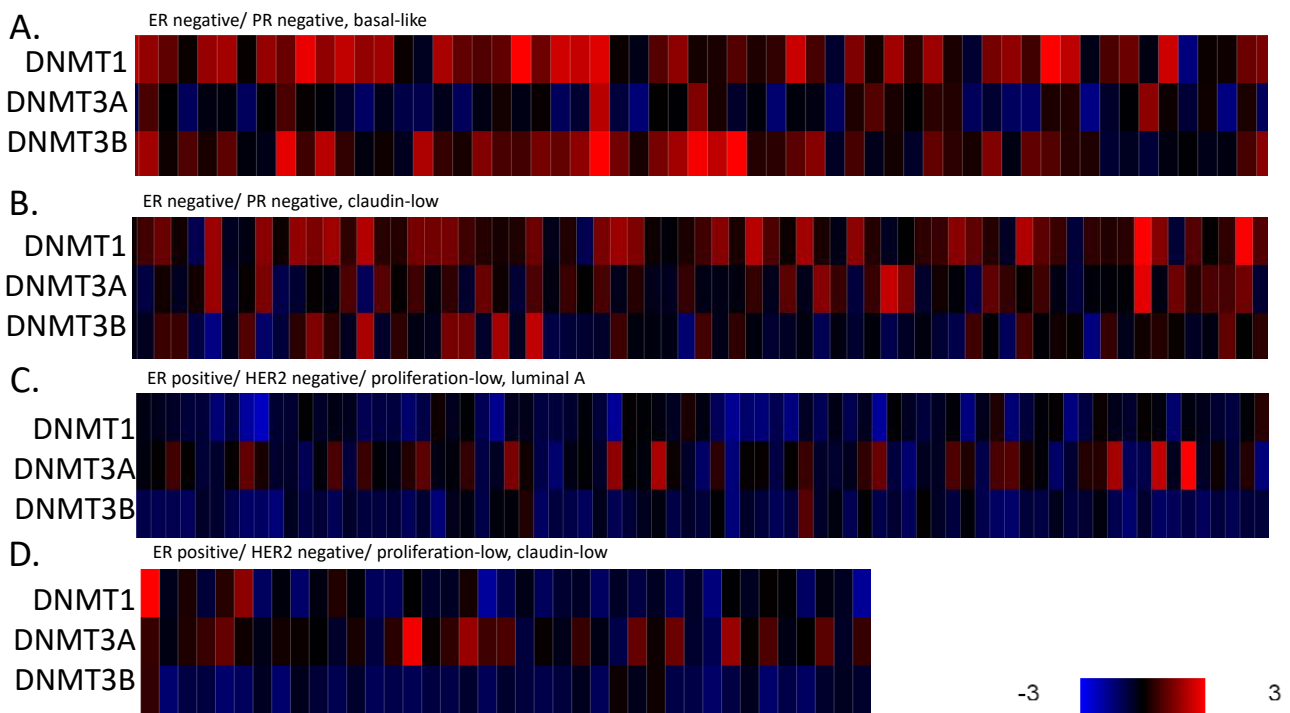 A.
ER negative/ PR negative, basal-like
DNMT1
DNMT3A
DNMT3B
B.
ER negative/ PR negative, claudin-low
DNMT1
DNMT3A
DNMT3B
C.
ER positive/ HER2 negative/ proliferation-low, luminal A
DNMT1
DNMT3A
DNMT3B
D.
ER positive/ HER2 negative/ proliferation-low, claudin-low
DNMT1
DNMT3A
DNMT3B
-3 3